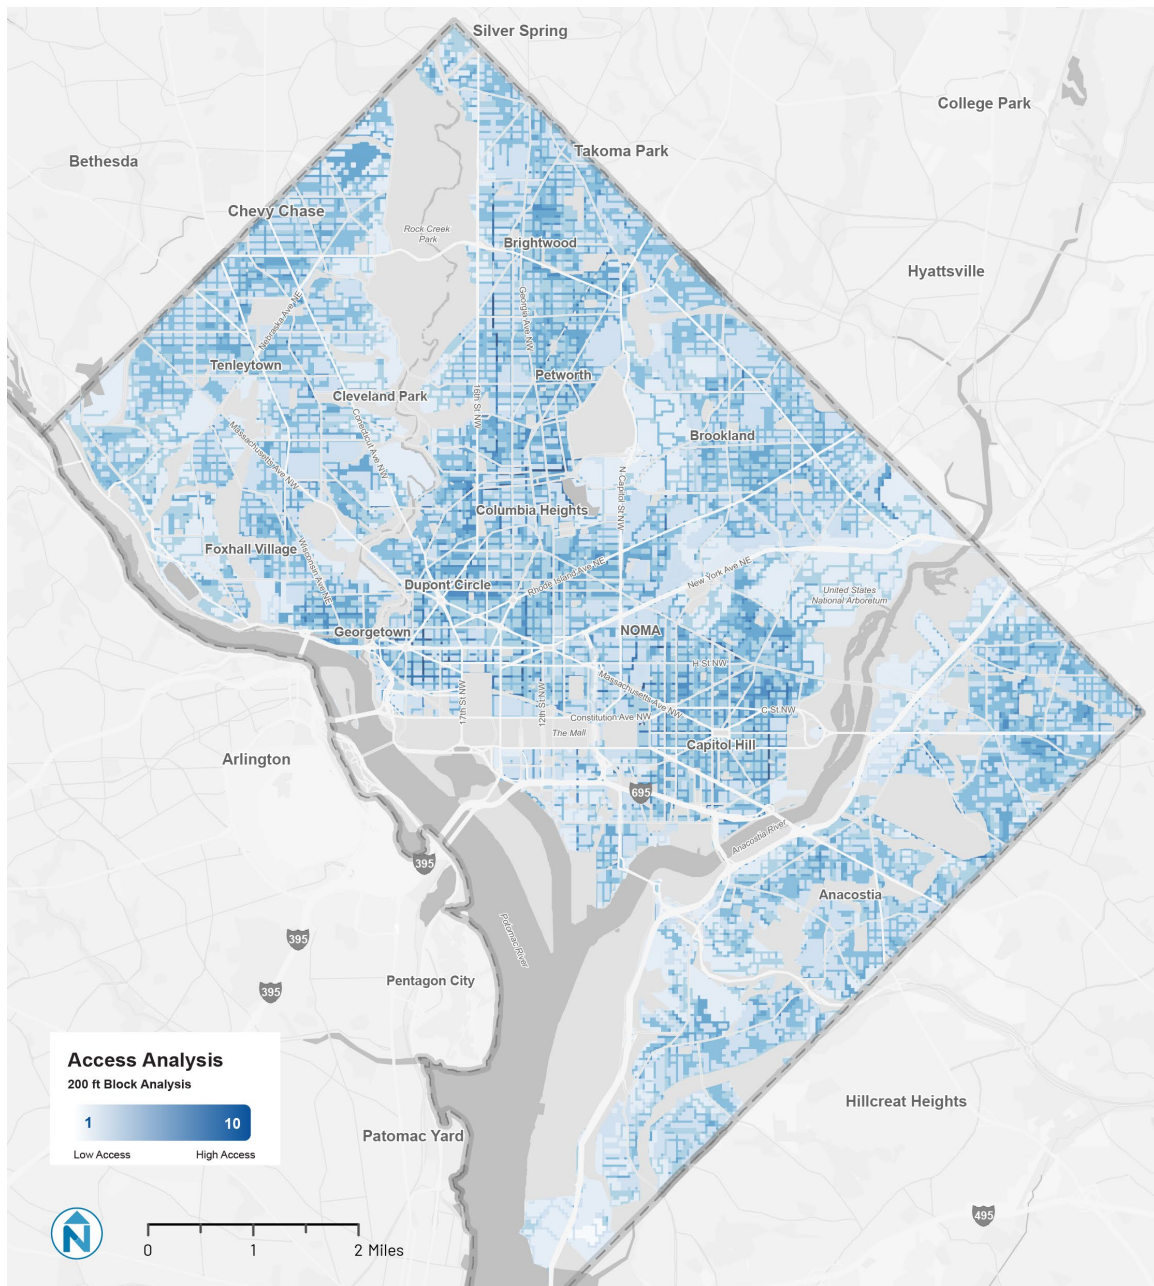 Silver Spring
College Park
Takoma Park
Bethesda
Chevy Chase
Rock Creek
Park
Brightwood
Hyattsville
Nebraska Ave NE
Georgia Ave NW
Tenleytown
Petworth
Cleveland Park
16th St NW
Conecticut Ave NW
Massachusetts Ave NW
Brookland
N Capitol St NW
Columbia Heights
Foxhall Village
Wisconsin Ave NE
Dupont Circle
Rhode Island Ave NE
New York Ave NE
United States
National Arboretum
Georgetown
NOMA
H St NW
Massachusetts Ave NW
17th St NW
12th St NW
C St NW
Constitution Ave NW
The Mall
Capitol Hill
Arlington
695
Anacostia River
395
Anacostia
395
Potomac River
Pentagon City
395
Access Analysis
200 ft Block Analysis
1
10
Low Access
High Access
Hillcreat Heights
Patomac Yard
495
N
0
1
2 Miles